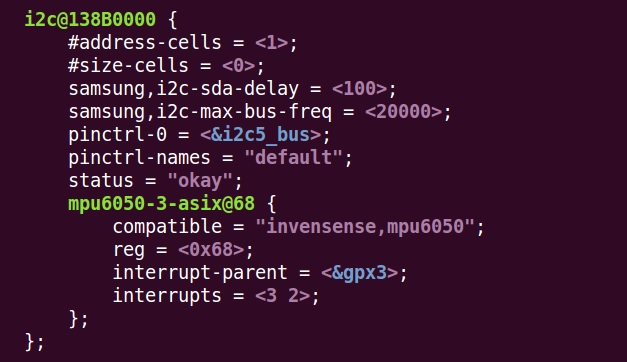 i2c@138B0000 {
#address-cells = <1>;
#size-cells = <0>;
samsung,i2c-sda-delay = <100>;
samsung,i2c-max-bus-freq = <20000>;
pinctrl-0 = <&i2c5_bus>;
pinctrl-names = "default";
status = "okay";
mpu6050-3-asix@68 {
compatible = "invensense,mpu6050";
reg = <0x68>;
interrupt-parent = <&gpx3>;
interrupts = <3 2>;
};
};